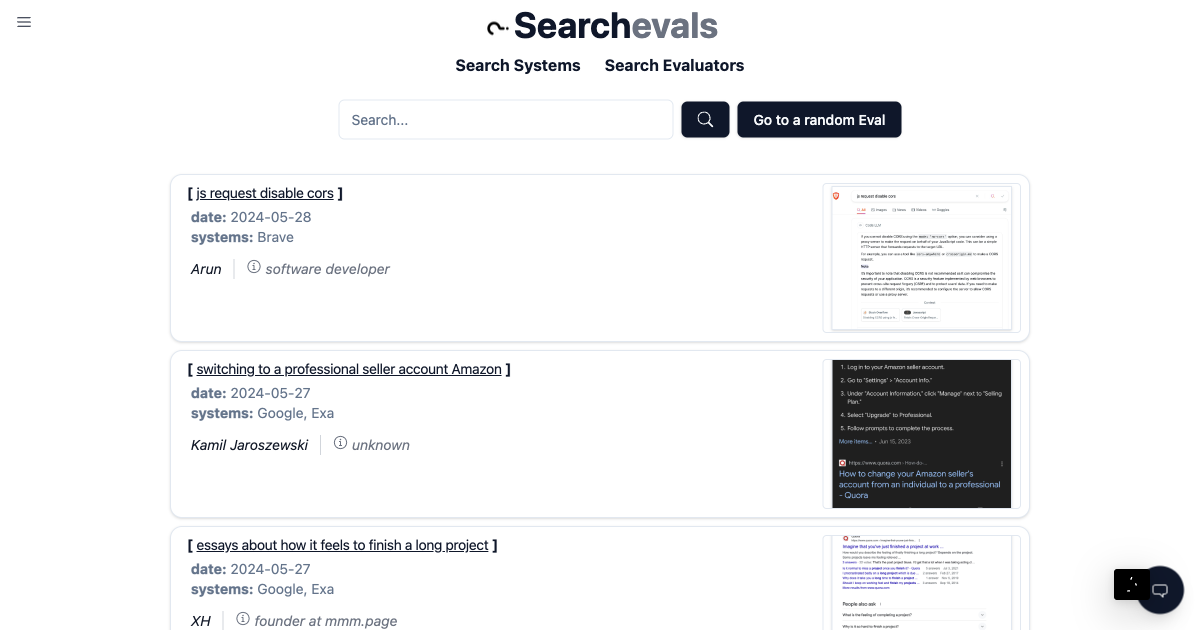 Searchevals
Search Systems Search Evaluators
Search...
Go to a random Eval
[ js request disable cors ]
date: 2024-05-28
systems: Brave
Arun
software developer
js request disable cors
[ switching to a professional seller account Amazon ]
date: 2024-05-27
systems: Google, Exa
Kamil Jaroszewski
unknown
1. Log in to your Amazon seller account.
2. Go to "Settings" > "Account Info."
3. Under "Account Information," click "Manage" next to "Selling
Plan."
4. Select "Upgrade" to Professional.
5. Follow prompts to complete the process.
More items... • Jun 15, 2023
https://www.quora.com
How to change your Amazon seller's
account from an individual to a professional
- Quora
[ essays about how it feels to finish a long project ]
date: 2024-05-27
systems: Google, Exa
XH
founder at mmm.page
Imagine that you've just finished a project at work ...
People also ask
What is the feeling of completing a project?
Why is it so hard to finish a project?